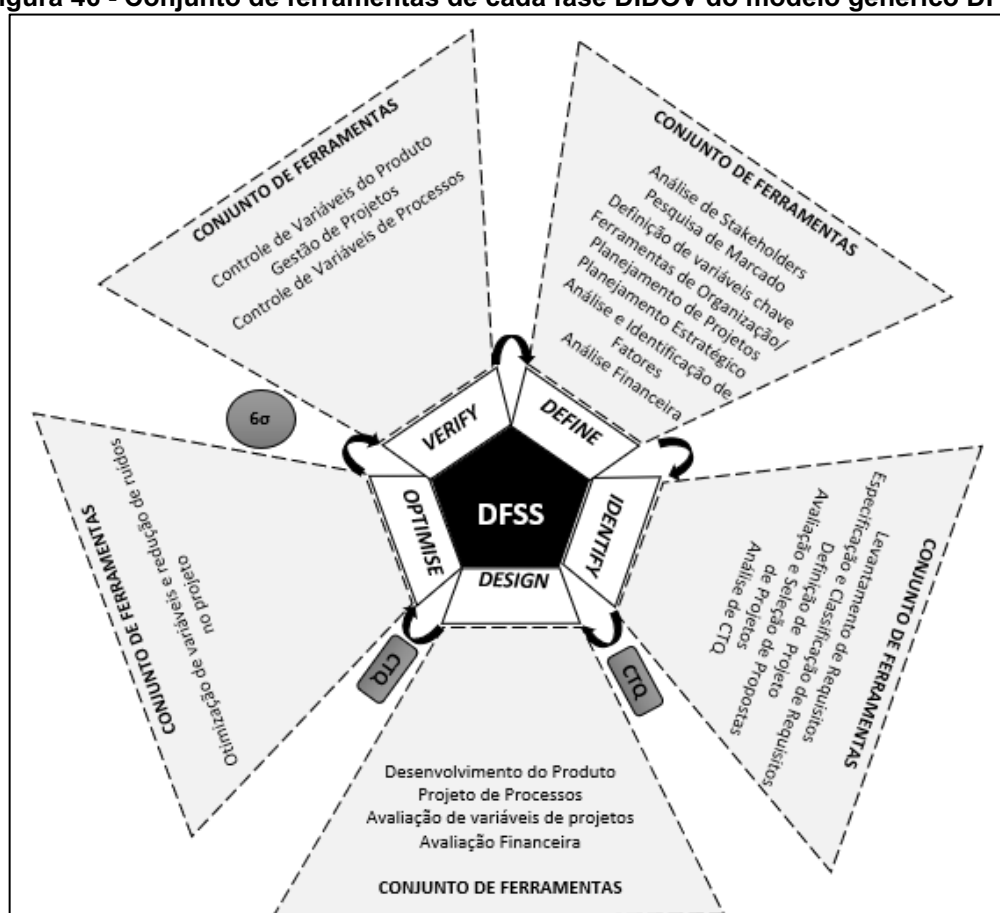 igura 40 - Conjunto de ferramentas de cada fase DIDOV do modelo genérico DF
CONJUNTO DE FERRAMENTAS
Controle de Variáveis do Produto
Gestão de Projetos
Controle de Variáveis de Processos
CONJUNTO DE FERRAMENTAS
Análise de Stakeholders
Pesquisa de Marcado
Definição de variáveis chave
Ferramentas de Organização/
Planejamento de Projetos
Planejamento Estratégico
Análise e Identificação de
Fatores
Análise Financeira
6σ
VERIFY
DEFINE
OPTIMISE
DFSS
IDENTIFY
DESIGN
CONJUNTO DE FERRAMENTAS
Otimização de variáveis e redução de ruídos
no projeto
CONJUNTO DE FERRAMENTAS
Levantamento de Requisitos
Especificação e Classificação de Requisitos
Definição de Projeto
Avaliação e Seleção de Propostas
de Projetos
Análise de CTQ
CTQ
CTQ
Desenvolvimento do Produto
Projeto de Processos
Avaliação de variáveis de projetos
Avaliação Financeira
CONJUNTO DE FERRAMENTAS